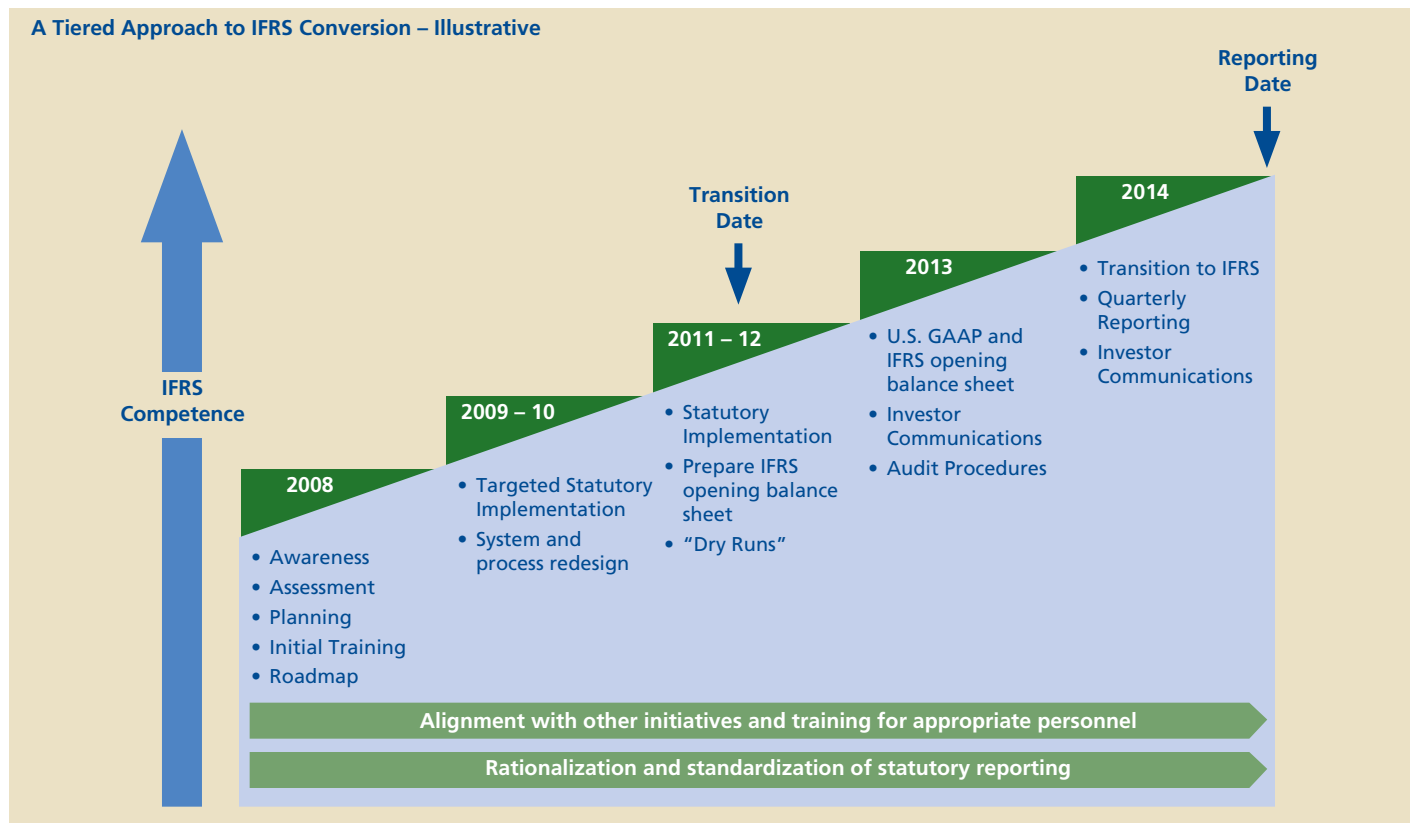 A Tiered Approach to IFRS Conversion – Illustrative
Reporting
Date
Transition
Date
IFRS
Competence
2008
• Awareness
• Assessment
• Planning
• Initial Training
• Roadmap
2009 – 10
• Targeted Statutory
Implementation
• System and
process redesign
2011 – 12
• Statutory
Implementation
• Prepare IFRS
opening balance
sheet
• “Dry Runs”
2013
• U.S. GAAP and
IFRS opening
balance sheet
• Investor
Communications
• Audit Procedures
2014
• Transition to IFRS
• Quarterly
Reporting
• Investor
Communications
Alignment with other initiatives and training for appropriate personnel
Rationalization and standardization of statutory reporting